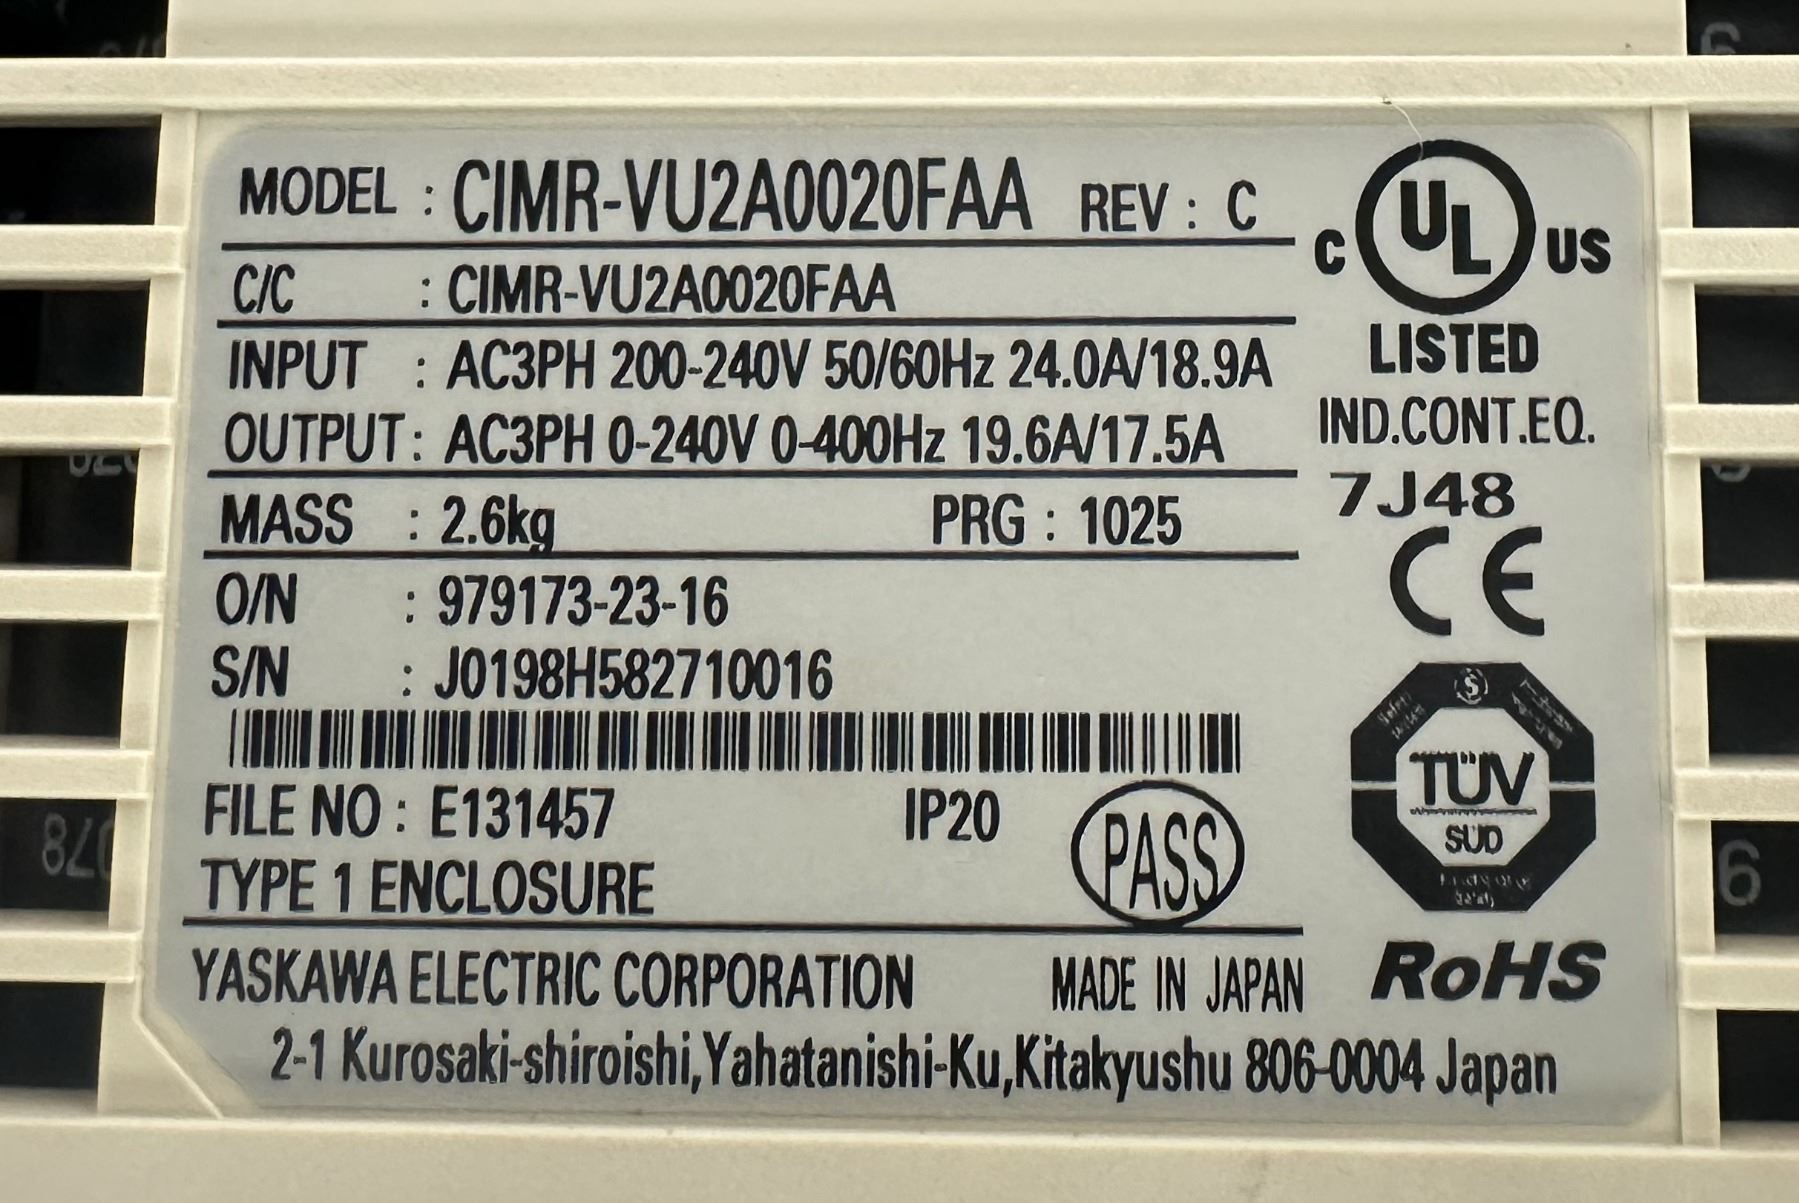 MODEL : CIMR-VU2A0020FAA REV : C
C/C : CIMR-VU2A0020FAA
INPUT : AC3PH 200-240V 50/60Hz 24.0A/18.9A
OUTPUT : AC3PH 0-240V 0-400Hz 19.6A/17.5A
MASS : 2.6kg PRG : 1025
O/N : 979173-23-16
S/N : J0198H582710016
FILE NO : E131457 IP20 PASS
TYPE 1 ENCLOSURE
YASKAWA ELECTRIC CORPORATION MADE IN JAPAN
2-1 Kurosaki-shiroishi,Yahatanishi-Ku,Kitakyushu 806-0004 Japan
C UL US
LISTED
IND.CONT.EQ.
7J48
CE
TÜV
SÜD
RoHS